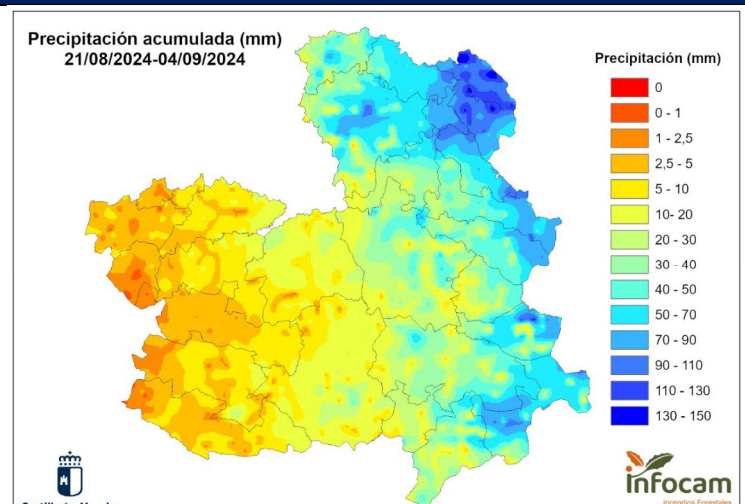 Precipitación acumulada (mm)
21/08/2024-04/09/2024
Precipitación (mm)
0
0 - 1
1 - 2,5
2,5 - 5
5 - 10
10- 20
20 - 30
30 - 40
40 - 50
50 - 70
70 - 90
90 - 110
110 - 130
130 - 150
infocam
Incendios Forestales